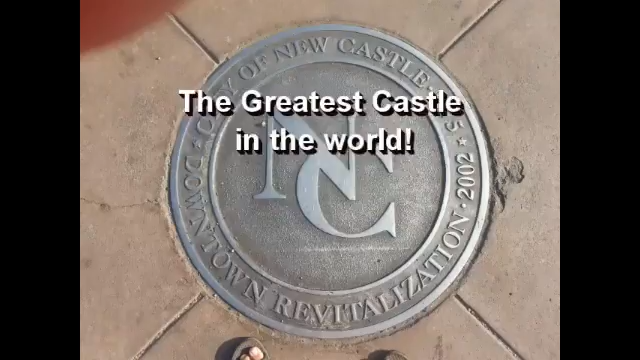 The Greatest Castle
in the world!
CITY OF NEW CASTLE
DOWNTOWN REVITALIZATION • 2002
NC